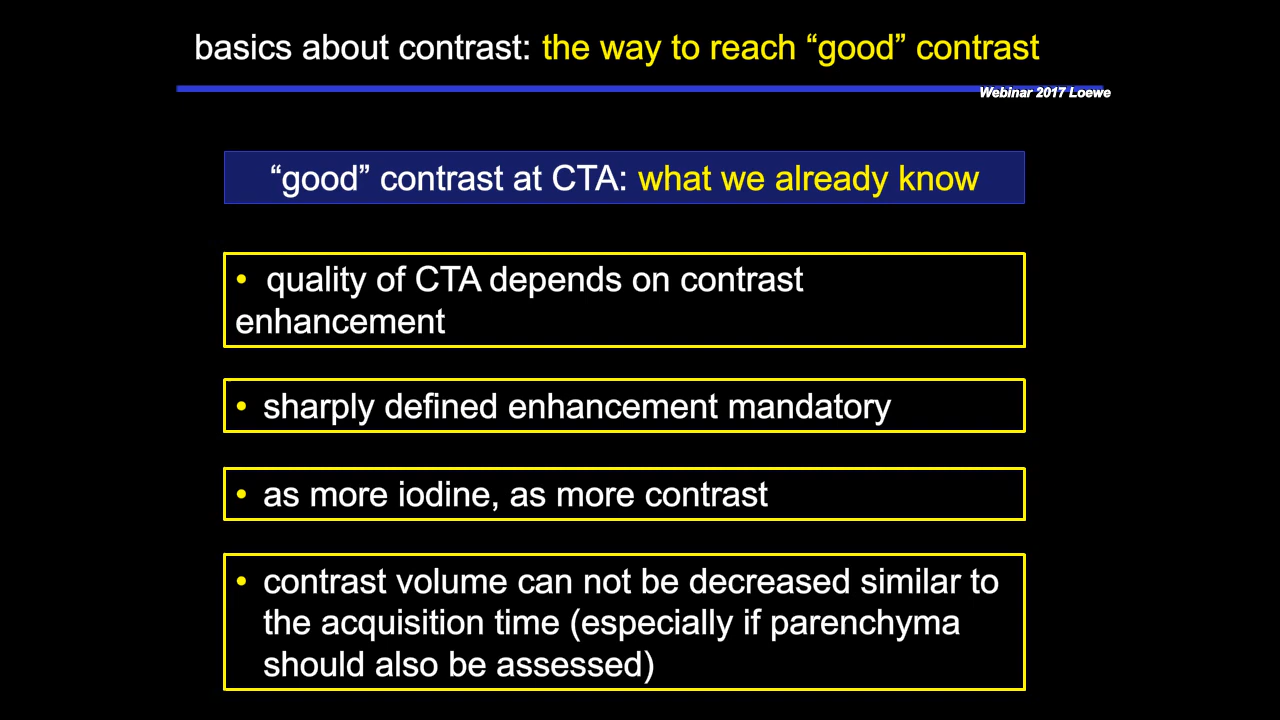 basics about contrast: the way to reach “good” contrast
Webinar 2017 Loewe
“good” contrast at CTA: what we already know
• quality of CTA depends on contrast
enhancement
• sharply defined enhancement mandatory
• as more iodine, as more contrast
• contrast volume can not be decreased similar to
the acquisition time (especially if parenchyma
should also be assessed)